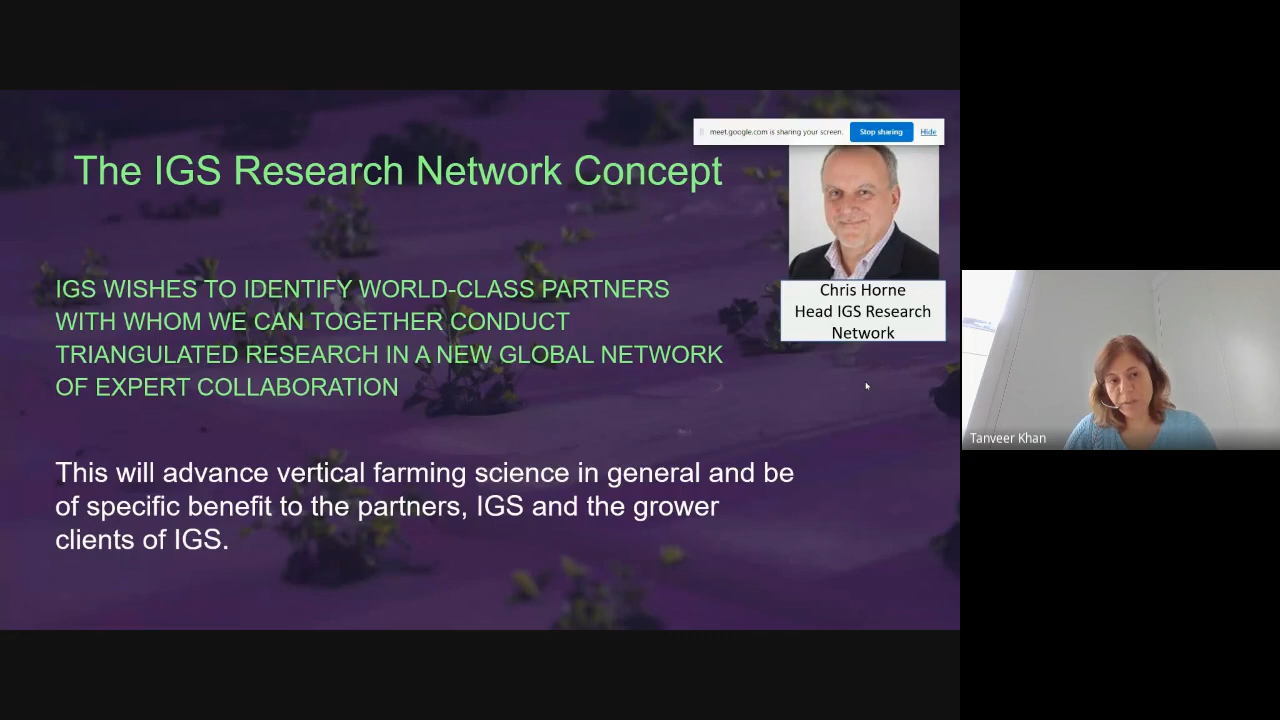 meet.google.com is sharing your screen.
Stop sharing
Hide
The IGS Research Network Concept
Chris Horne
Head IGS Research
Network
IGS WISHES TO IDENTIFY WORLD-CLASS PARTNERS
WITH WHOM WE CAN TOGETHER CONDUCT
TRIANGULATED RESEARCH IN A NEW GLOBAL NETWORK
OF EXPERT COLLABORATION
This will advance vertical farming science in general and be
of specific benefit to the partners, IGS and the grower
clients of IGS.
Tanveer Khan